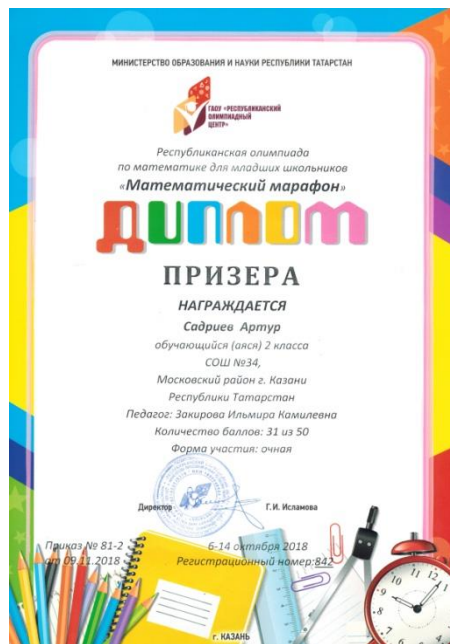 МИНИСТЕРСТВО ОБРАЗОВАНИЯ И НАУКИ РЕСПУБЛИКИ ТАТАРСТАН
ГАОУ «РЕСПУБЛИКАНСКИЙ
ОЛИМПИАДНЫЙ
ЦЕНТР»
Республиканская олимпиада
по математике для младших школьников
«Математический марафон»
ДИПЛОМ
ПРИЗЕРА
НАГРАЖДАЕТСЯ
Садриев Артур
обучающийся (аяся) 2 класса
СОШ №34,
Московский район г. Казани
Республики Татарстан
Педагог: Закирова Ильмира Камилевна
Количество баллов: 31 из 50
Форма участия: очная
Директор Г.И. Исламова
Приказ № 81-2 6-14 октября 2018
от 09.11.2018 Регистрационный номер:842
г. КАЗАНЬ